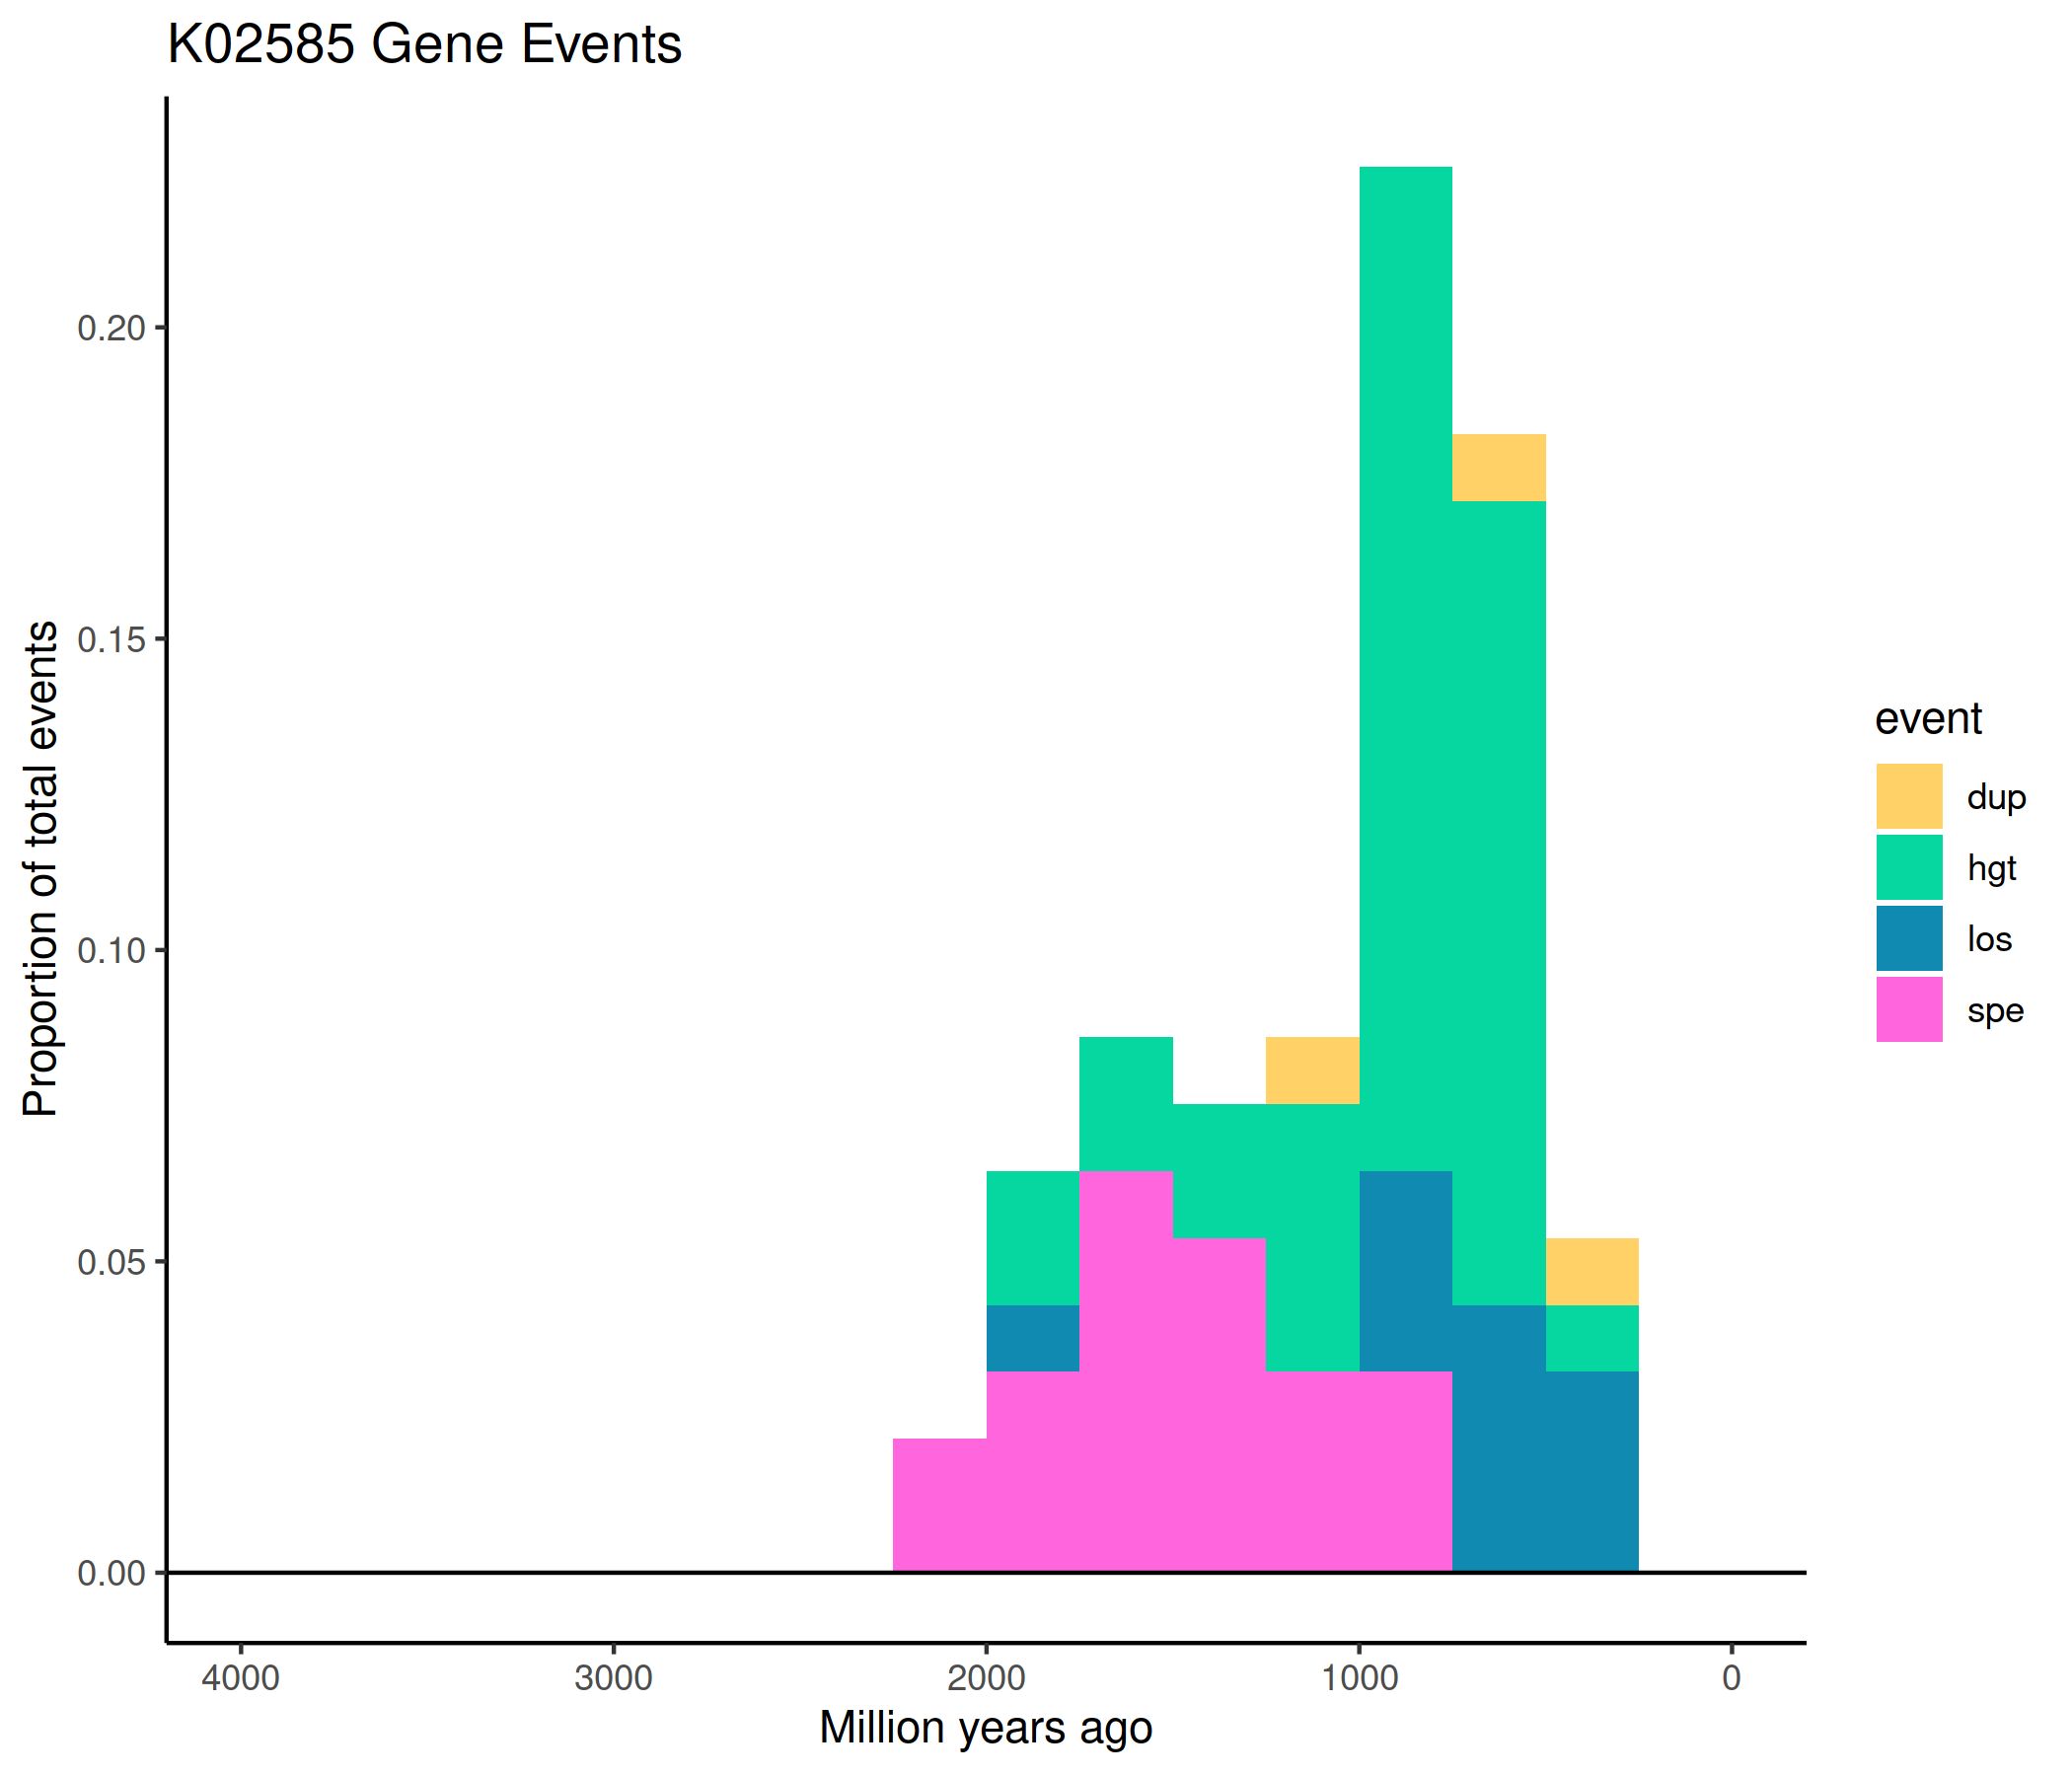 K02585 Gene Events
Proportion of total events
0.20
0.15
0.10
0.05
0.00
4000 3000 2000 1000 0
Million years ago
event
dup
hgt
los
spe